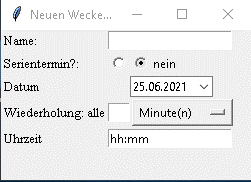 Neuen Wecke...
Name:
Serientermin?: nein
Datum 25.06.2021
Wiederholung: alle Minute(n)
Uhrzeit hh:mm